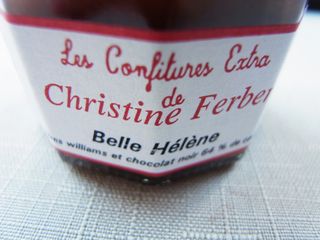 Les Confitures Extra
de
Christine Ferber
Belle Hélène
williams et chocolat noir 64 % de